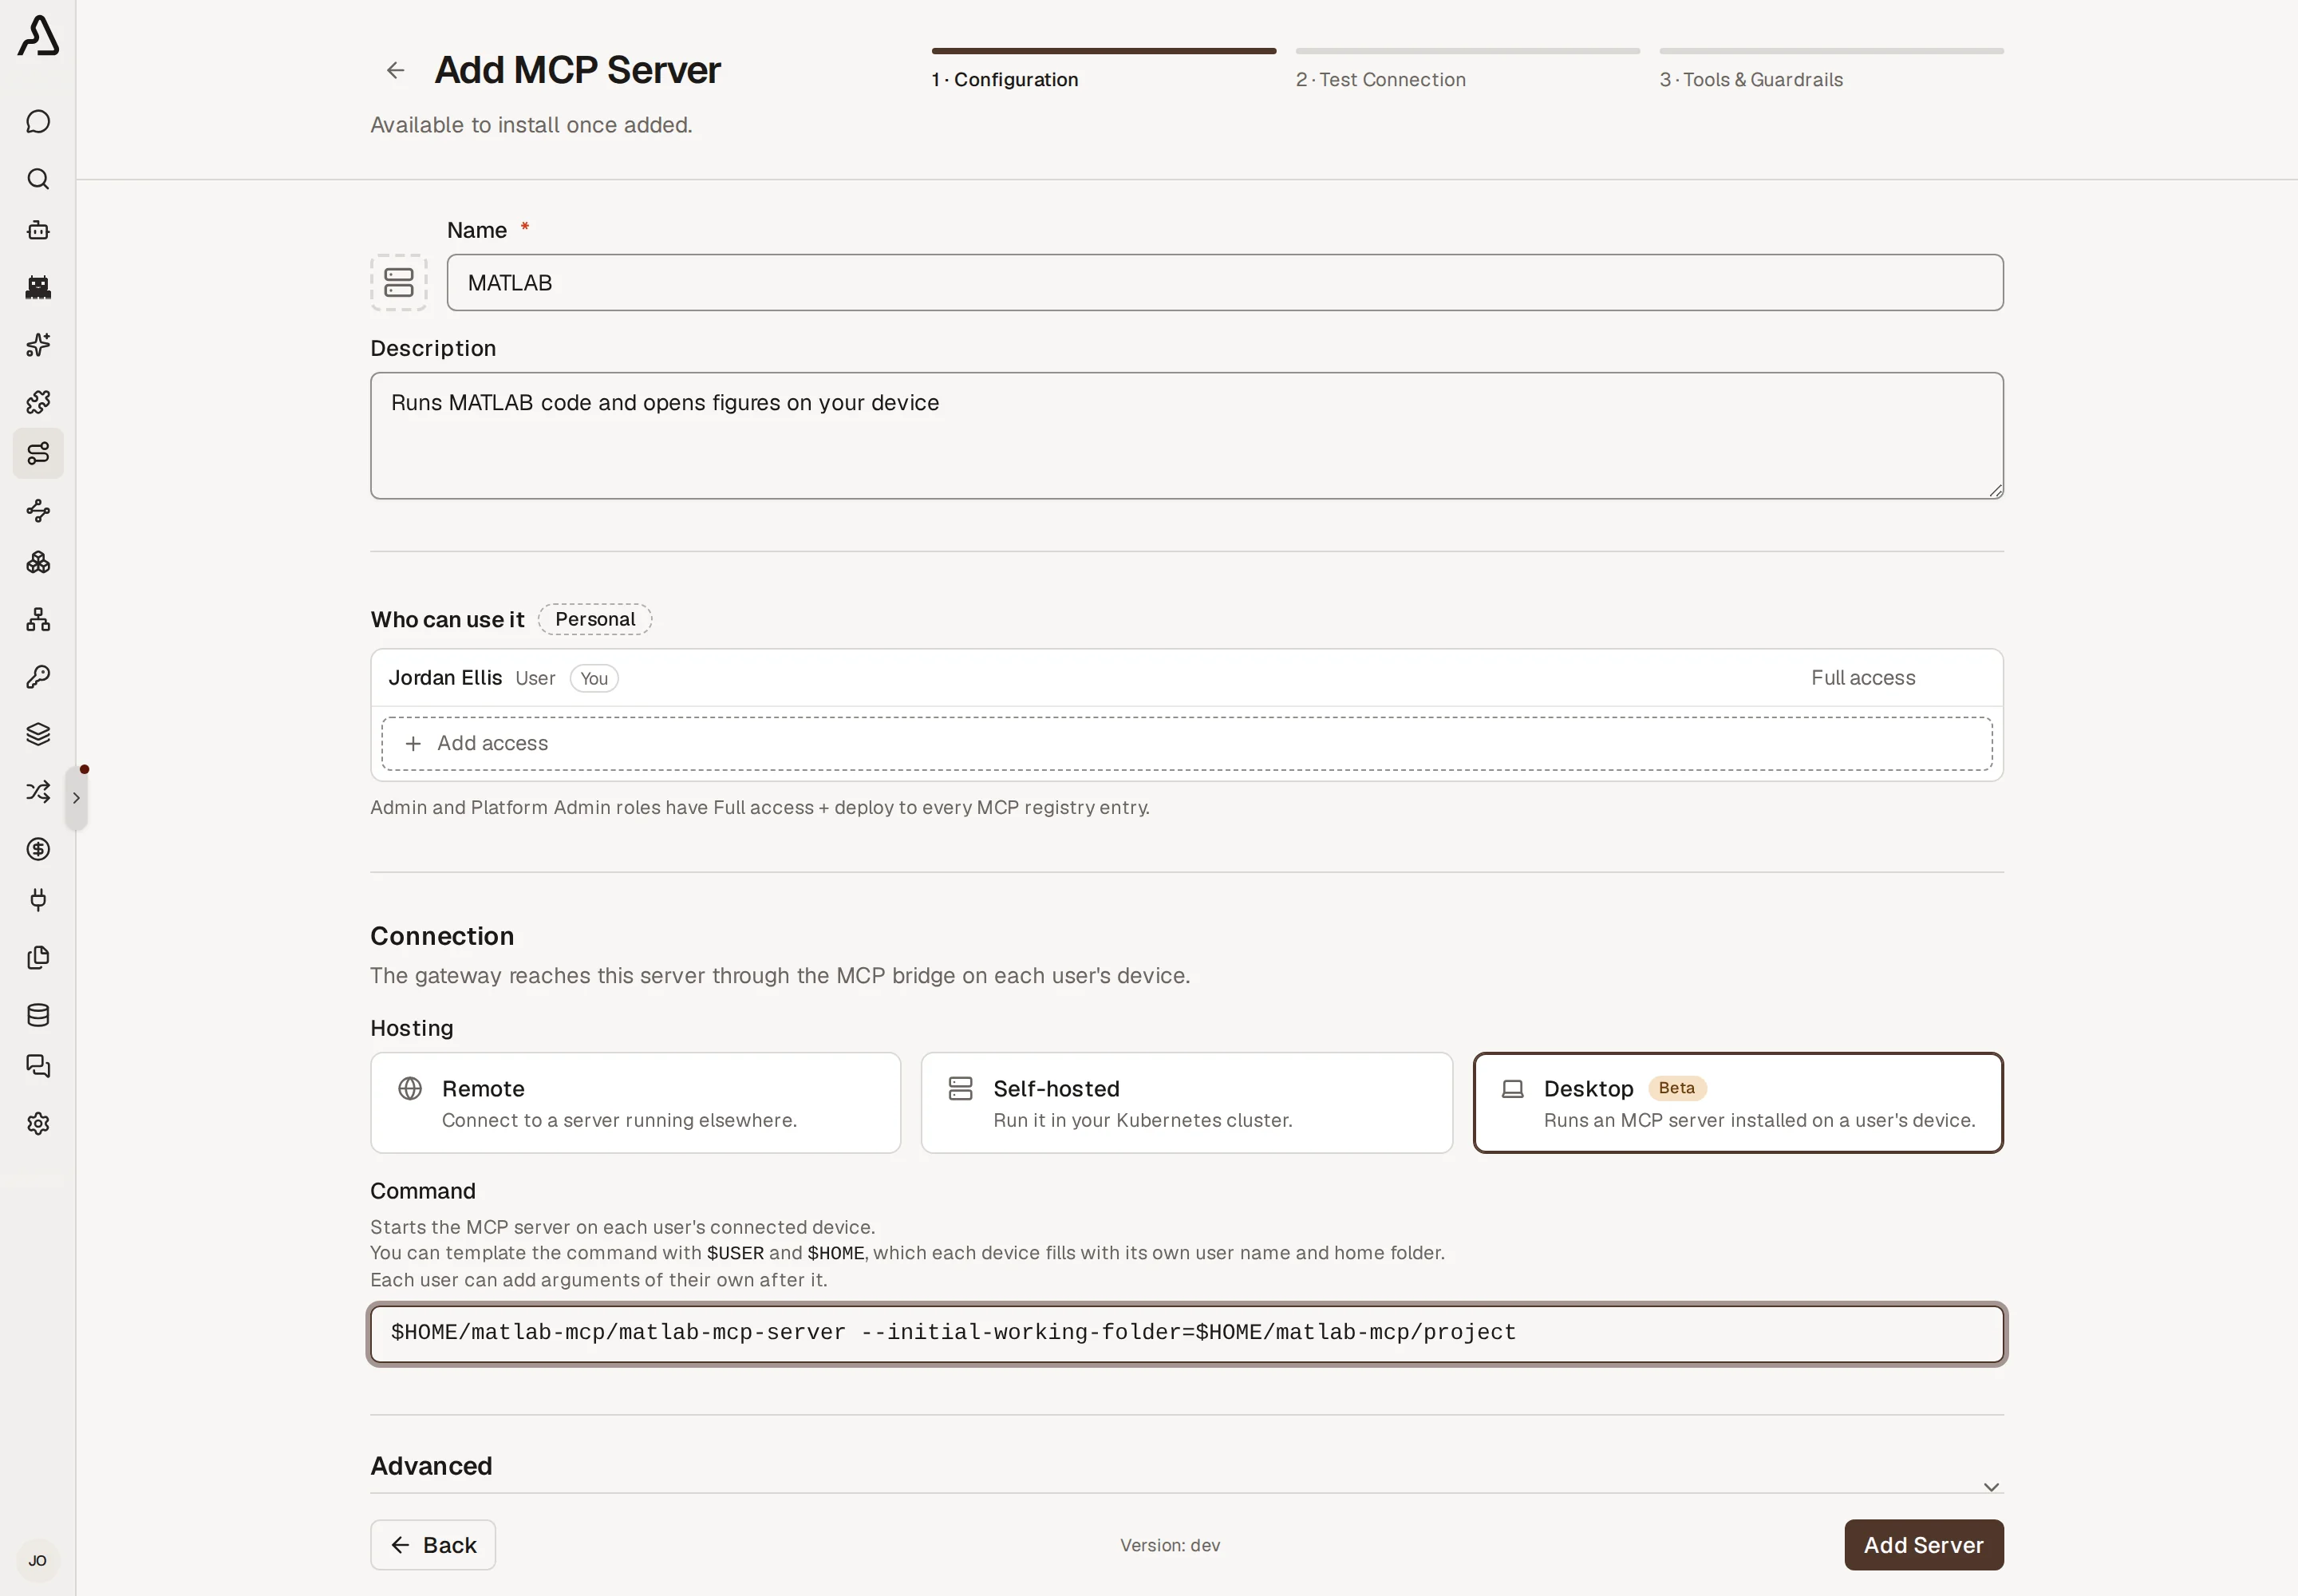 Add MCP Server
Available to install once added.
1 · Configuration
2 · Test Connection
3 · Tools & Guardrails
Name *
MATLAB
Description
Runs MATLAB code and opens figures on your device
Who can use it Personal
Jordan Ellis User You Full access
+ Add access
Admin and Platform Admin roles have Full access + deploy to every MCP registry entry.
Connection
The gateway reaches this server through the MCP bridge on each user's device.
Hosting
Remote
Connect to a server running elsewhere.
Self-hosted
Run it in your Kubernetes cluster.
Desktop Beta
Runs an MCP server installed on a user's device.
Command
Starts the MCP server on each user's connected device.
You can template the command with $USER and $HOME, which each device fills with its own user name and home folder.
Each user can add arguments of their own after it.
$HOME/matlab-mcp/matlab-mcp-server --initial-working-folder=$HOME/matlab-mcp/project
Advanced
Back
Version: dev
Add Server
JO